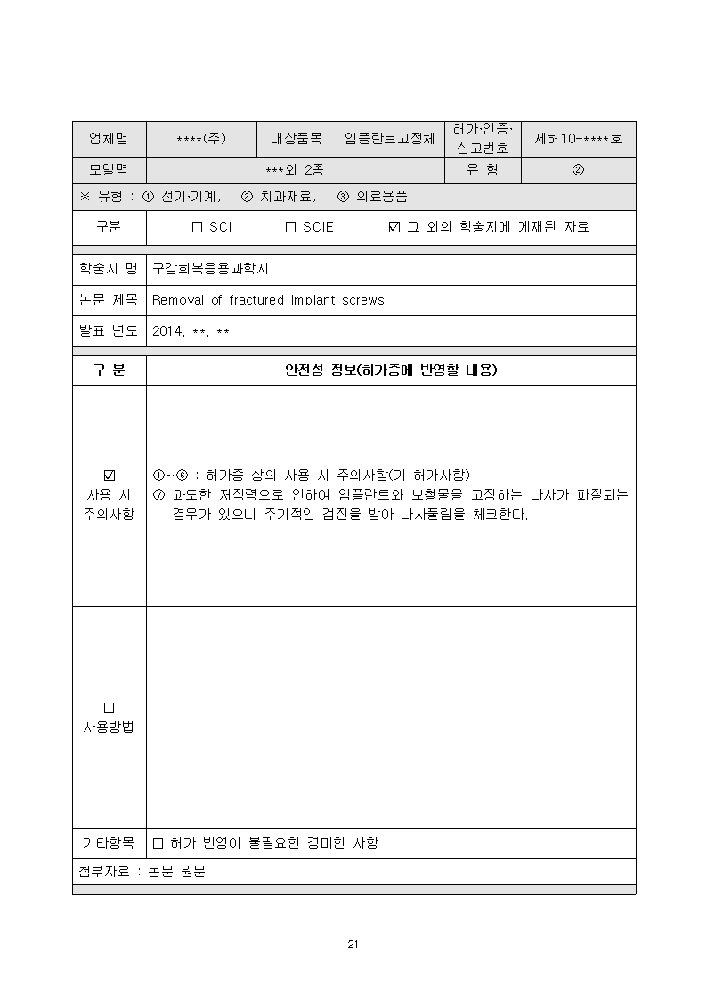 업체명 ****(주) 대상품목 임플란트고정체 허가·인증·
신고번호 제허10-****호
모델명 ***외 2종 유 형 ②
※ 유형 : ① 전기·기계, ② 치과재료, ③ 의료용품
구분 □ SCI □ SCIE ☑ 그 외의 학술지에 게재된 자료
학술지 명 구강회복응용과학지
논문 제목 Removal of fractured implant screws
발표 년도 2014. **. **
구 분 안전성 정보(허가증에 반영할 내용)
☑
사용 시
주의사항
①~⑥ : 허가증 상의 사용 시 주의사항(기 허가사항)
⑦ 과도한 저작력으로 인하여 임플란트와 보철물을 고정하는 나사가 파절되는
경우가 있으니 주기적인 검진을 받아 나사풀림을 체크한다.
□
사용방법
기타항목 □ 허가 반영이 불필요한 경미한 사항
첨부자료 : 논문 원문
21